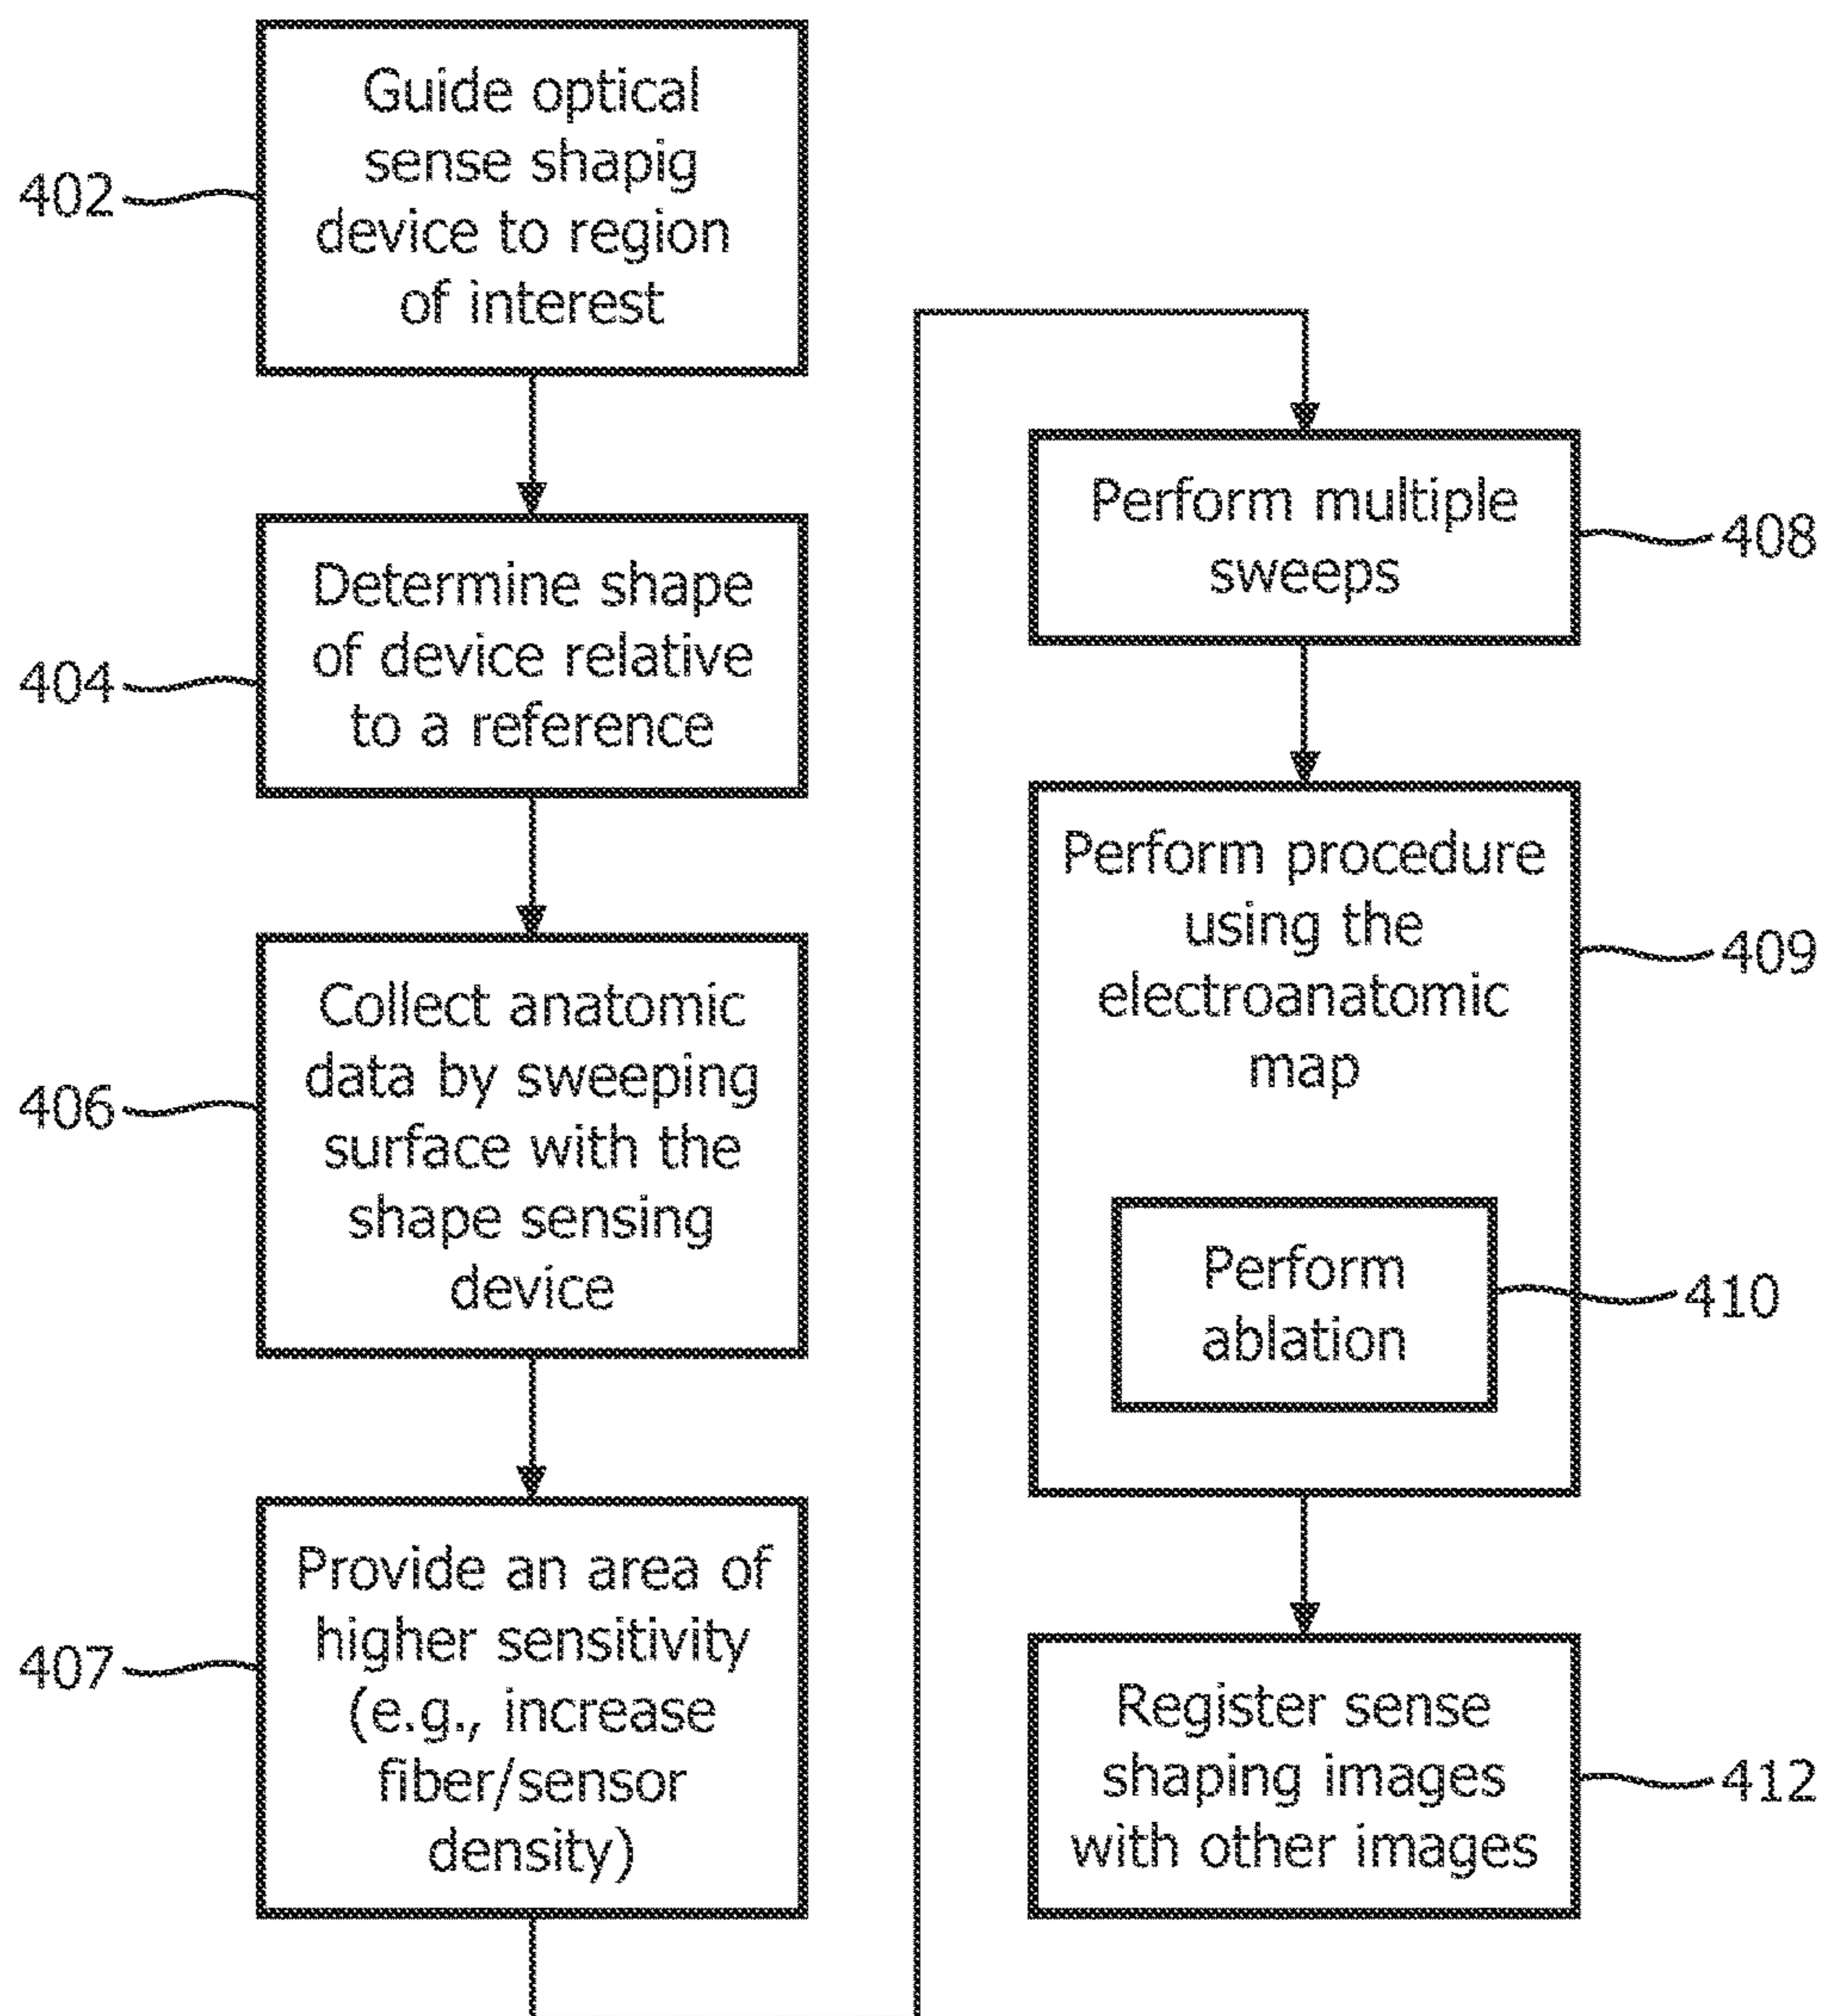 402
Guide optical
sense shapig
device to region
of interest
404
Determine shape
of device relative
to a reference
406
Collect anatomic
data by sweeping
surface with the
shape sensing
device
407
Provide an area of
higher sensitivity
(e.g., increase
fiber/sensor
density)
Perform multiple
sweeps
408
Perform procedure
using the
electroanatomic
map
409
Perform
ablation
410
Register sense
shaping images
with other images
412